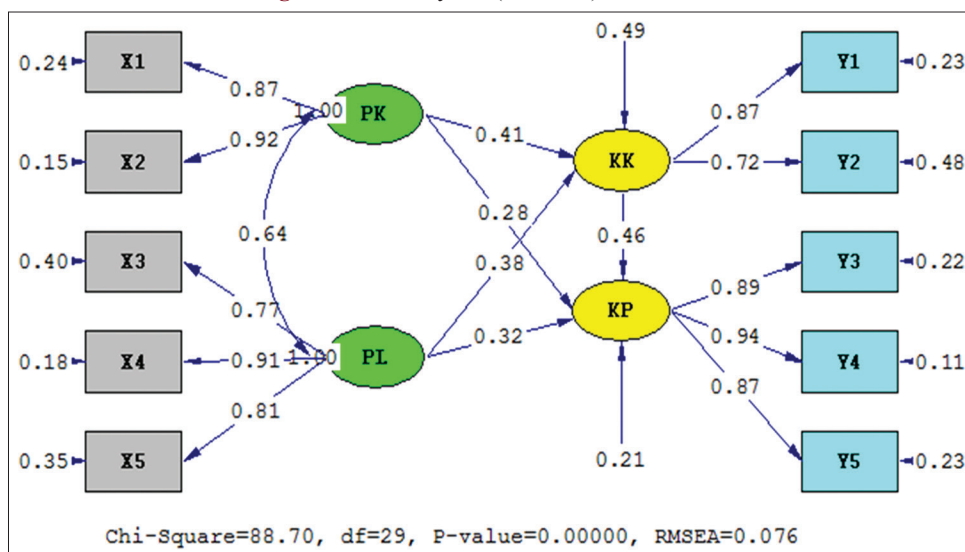 0.49
0.24 X1 Y1 0.23
0.87 0.87
1.00 PK
0.92 0.41
0.15 X2 KK 0.72 Y2 0.48
0.28
0.64 0.46
0.40 X3 0.38 Y3 0.22
0.89
0.77 KP
0.32 0.94
0.18 X4 0.91 1.00 PL Y4 0.11
0.87
0.81
0.35 X5 0.21 Y5 0.23
Chi-Square=88.70, df=29, P-value=0.00000, RMSEA=0.076